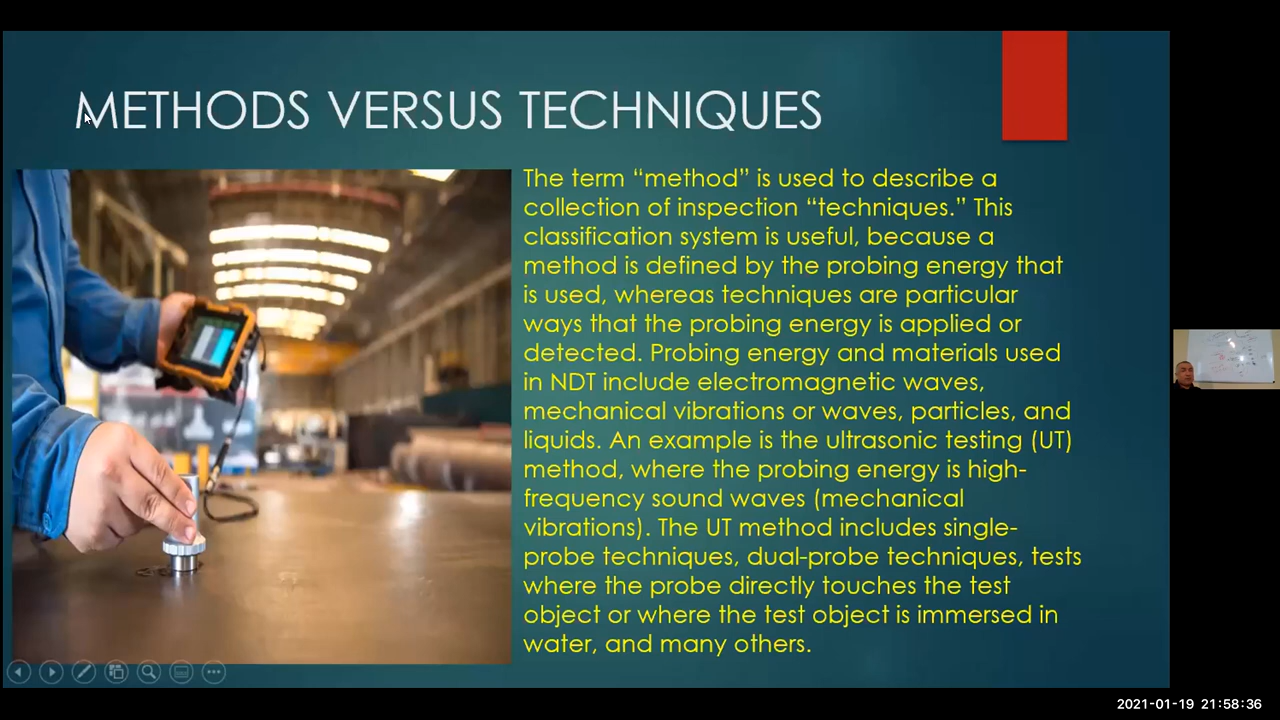 METHODS VERSUS TECHNIQUES
The term “method” is used to describe a
collection of inspection “techniques.” This
classification system is useful, because a
method is defined by the probing energy that
is used, whereas techniques are particular
ways that the probing energy is applied or
detected. Probing energy and materials used
in NDT include electromagnetic waves,
mechanical vibrations or waves, particles, and
liquids. An example is the ultrasonic testing (UT)
method, where the probing energy is high-
frequency sound waves (mechanical
vibrations). The UT method includes single-
probe techniques, dual-probe techniques, tests
where the probe directly touches the test
object or where the test object is immersed in
water, and many others.
2021-01-19 21:58:36